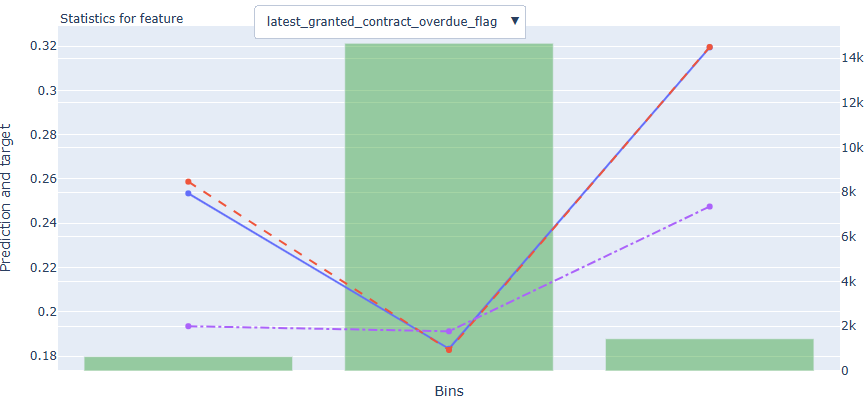 Statistics for feature
latest_granted_contract_overdue_flag ▼
0.32
0.3
0.28
0.26
0.24
0.22
0.2
0.18
Prediction and target
14k
12k
10k
8k
6k
4k
2k
0
Bins